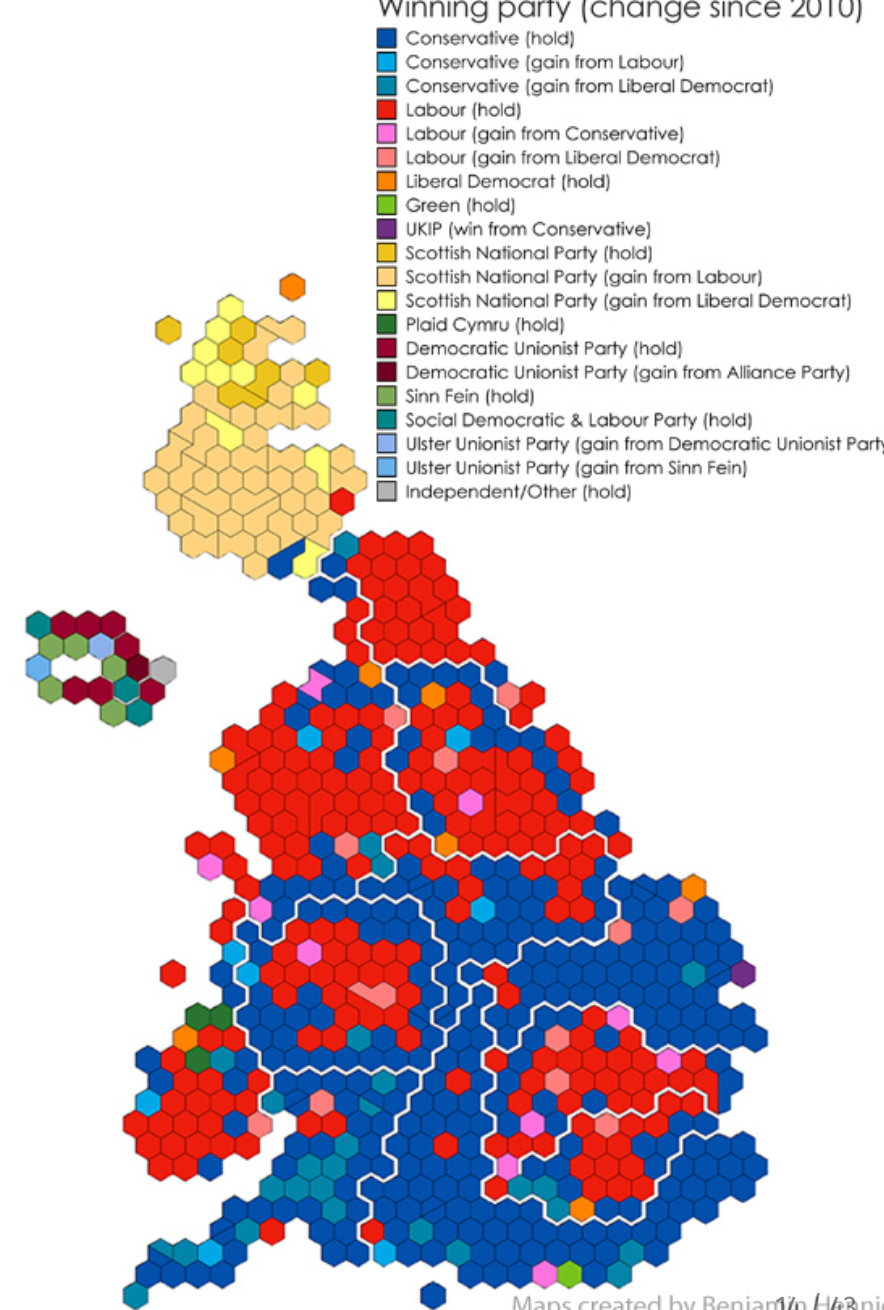 Winning party (change since 2010)
Conservative (hold)
Conservative (gain from Labour)
Conservative (gain from Liberal Democrat)
Labour (hold)
Labour (gain from Conservative)
Labour (gain from Liberal Democrat)
Liberal Democrat (hold)
Green (hold)
UKIP (win from Conservative)
Scottish National Party (hold)
Scottish National Party (gain from Labour)
Scottish National Party (gain from Liberal Democrat)
Plaid Cymru (hold)
Democratic Unionist Party (hold)
Democratic Unionist Party (gain from Alliance Party)
Sinn Fein (hold)
Social Democratic & Labour Party (hold)
Ulster Unionist Party (gain from Democratic Unionist Party
Ulster Unionist Party (gain from Sinn Fein)
Independent/Other (hold)
Maps created by